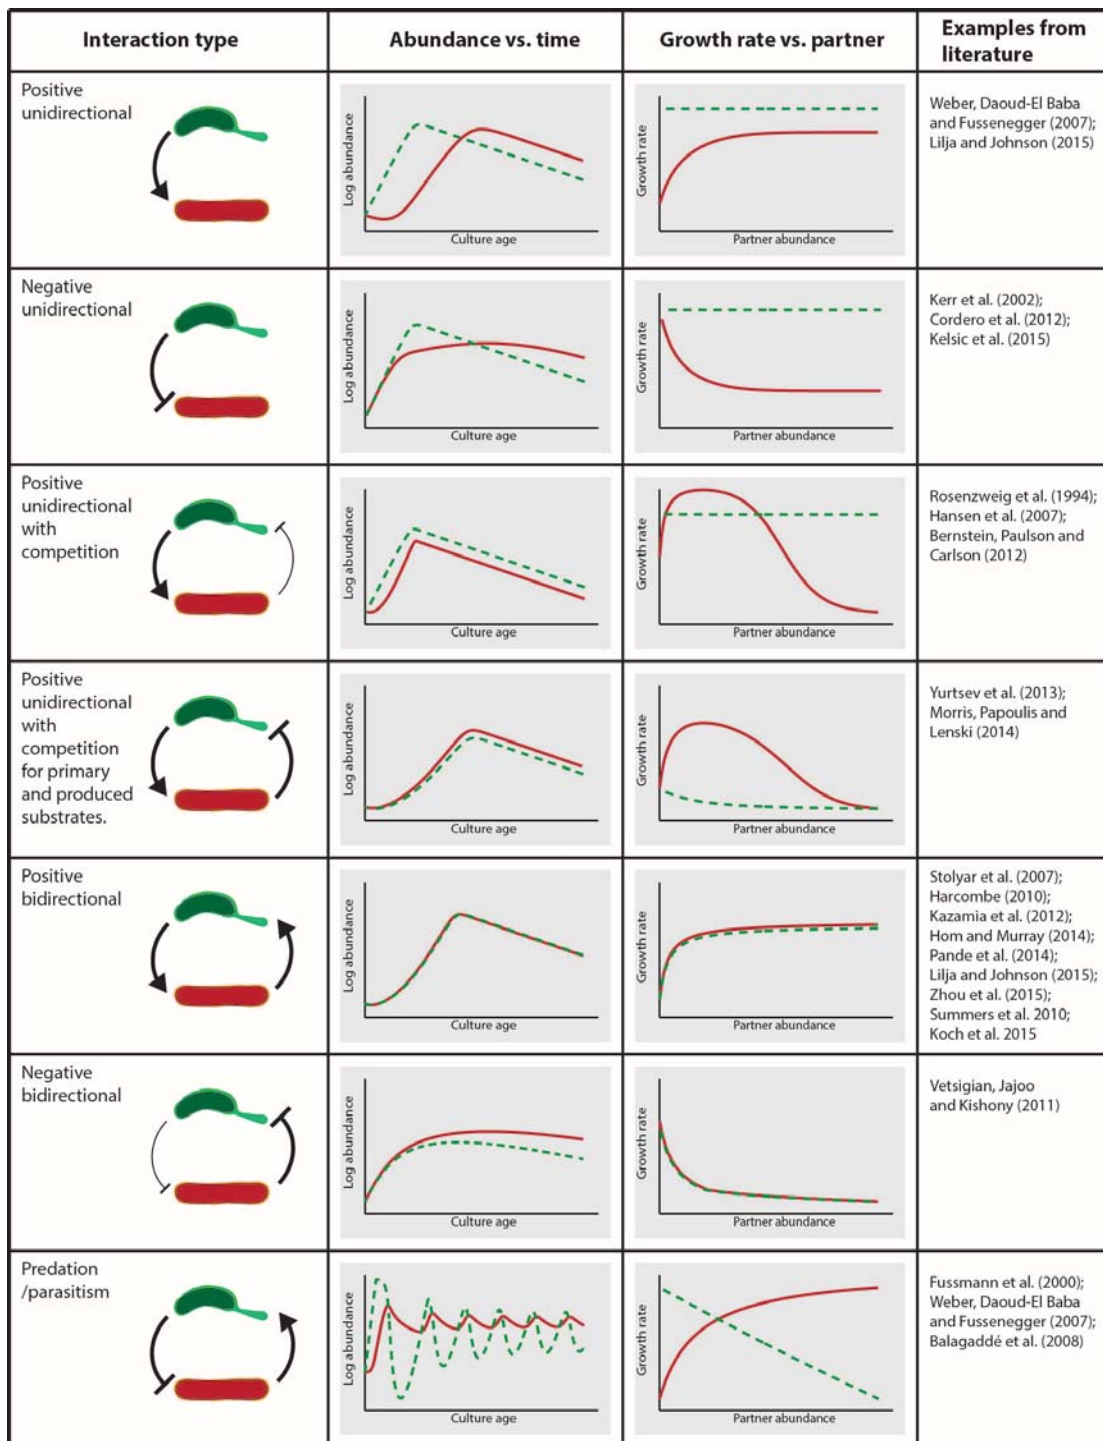 Interaction type
Abundance vs. time
Growth rate vs. partner
Examples from
literature
Positive
unidirectional
Log abundance
Culture age
Growth rate
Partner abundance
Weber, Daoud-El Baba
and Fussenegger (2007);
Lilja and Johnson (2015)
Negative
unidirectional
Log abundance
Culture age
Growth rate
Partner abundance
Kerr et al. (2002);
Cordero et al. (2012);
Kelsic et al. (2015)
Positive
unidirectional
with
competition
Log abundance
Culture age
Growth rate
Partner abundance
Rosenzweig et al. (1994);
Hansen et al. (2007);
Bernstein, Paulson and
Carlson (2012)
Positive
unidirectional
with
competition
for primary
and produced
substrates.
Log abundance
Culture age
Growth rate
Partner abundance
Yurtsev et al. (2013);
Morris, Papoulis and
Lenski (2014)
Positive
bidirectional
Log abundance
Culture age
Growth rate
Partner abundance
Stolyar et al. (2007);
Harcombe (2010);
Kazamia et al. (2012);
Hom and Murray (2014);
Pande et al. (2014);
Lilja and Johnson (2015);
Zhou et al. (2015);
Summers et al. 2010;
Koch et al. 2015
Negative
bidirectional
Log abundance
Culture age
Growth rate
Partner abundance
Vetsigian, Jajoo
and Kishony (2011)
Predation
/parasitism
Log abundance
Culture age
Growth rate
Partner abundance
Fussmann et al. (2000);
Weber, Daoud-El Baba
and Fussenegger (2007);
Balagaddé et al. (2008)